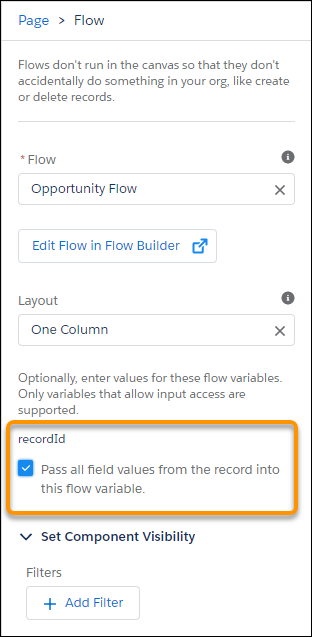 Page > Flow
Flows don't run in the canvas so that they don't
accidentally do something in your org, like create
or delete records.
* Flow
Opportunity Flow
Edit Flow in Flow Builder
Layout
One Column
Optionally, enter values for these flow variables.
Only variables that allow input access are
supported.
recordId
Pass all field values from the record into
this flow variable.
Set Component Visibility
Filters
+ Add Filter